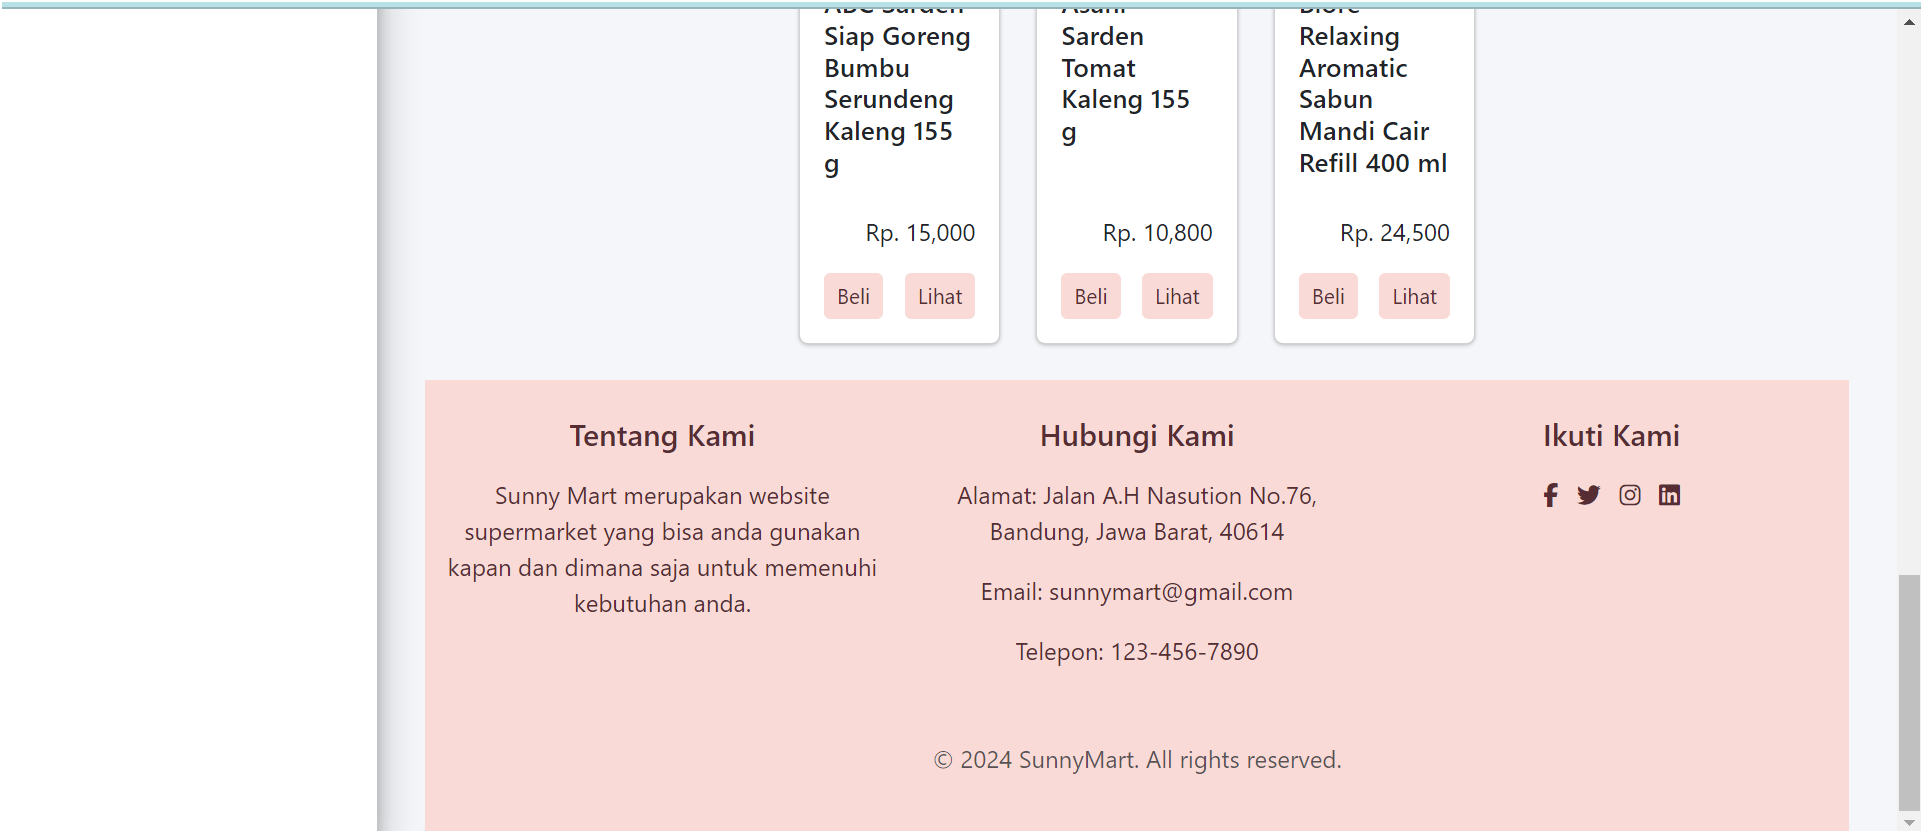 ABC Sarden
Siap Goreng
Bumbu
Serundeng
Kaleng 155
g
Rp. 15,000
Beli Lihat
Asahi
Sarden
Tomat
Kaleng 155
g
Rp. 10,800
Beli Lihat
Biore
Relaxing
Aromatic
Sabun
Mandi Cair
Refill 400 ml
Rp. 24,500
Beli Lihat
Tentang Kami
Sunny Mart merupakan website
supermarket yang bisa anda gunakan
kapan dan dimana saja untuk memenuhi
kebutuhan anda.
Hubungi Kami
Alamat: Jalan A.H Nasution No.76,
Bandung, Jawa Barat, 40614
Email: sunnymart@gmail.com
Telepon: 123-456-7890
Ikuti Kami
© 2024 SunnyMart. All rights reserved.